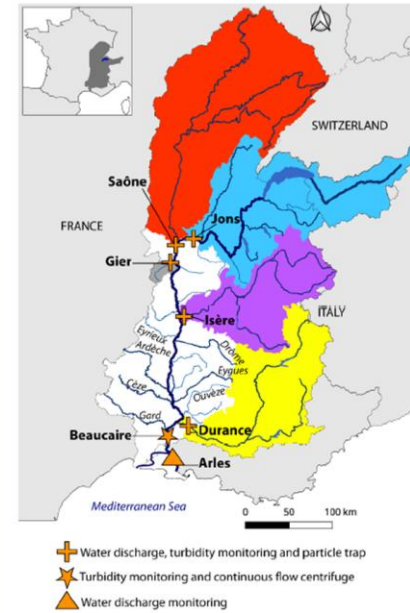 SWITZERLAND
Saône
Jons
FRANCE
Gier
ITALY
Isère
Eyrieux
Ardèche
Drôme
Eygues
Cèze
Ouvèze
Gard
Beaucaire
Durance
Arles
Mediterranean Sea
0 50 100 km
Water discharge, turbidity monitoring and particle trap
Turbidity monitoring and continuous flow centrifuge
Water discharge monitoring